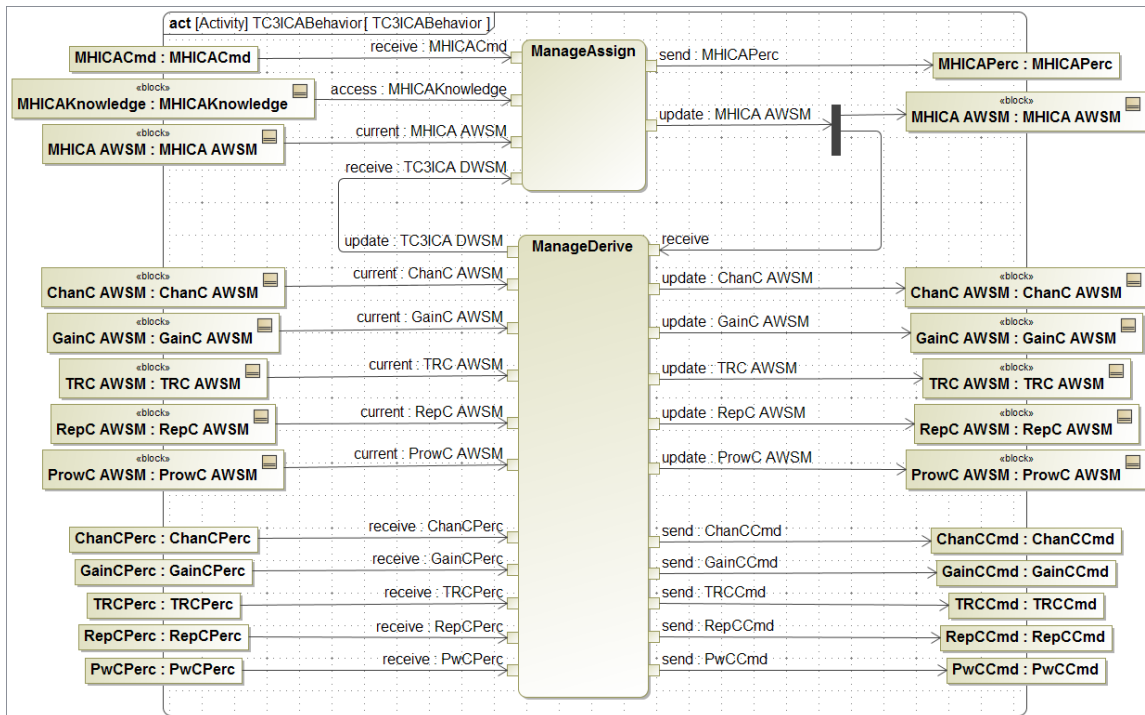 act [Activity] TC3ICABehavior[ TC3ICABehavior ]
MHICACmd : MHICACmd
receive : MHICACmd
ManageAssign
send : MHICAPerc
MHICAPerc : MHICAPerc
«block»
MHICAKnowledge : MHICAKnowledge
access : MHICAKnowledge
«block»
MHICA AWSM : MHICA AWSM
current : MHICA AWSM
update : MHICA AWSM
«block»
MHICA AWSM : MHICA AWSM
receive : TC3ICA DWSM
update : TC3ICA DWSM
ManageDerive
receive
«block»
ChanC AWSM : ChanC AWSM
current : ChanC AWSM
update : ChanC AWSM
«block»
ChanC AWSM : ChanC AWSM
«block»
GainC AWSM : GainC AWSM
current : GainC AWSM
update : GainC AWSM
«block»
GainC AWSM : GainC AWSM
«block»
TRC AWSM : TRC AWSM
current : TRC AWSM
update : TRC AWSM
«block»
TRC AWSM : TRC AWSM
«block»
RepC AWSM : RepC AWSM
current : RepC AWSM
update : RepC AWSM
«block»
RepC AWSM : RepC AWSM
«block»
ProwC AWSM : ProwC AWSM
current : ProwC AWSM
update : ProwC AWSM
«block»
ProwC AWSM : ProwC AWSM
ChanCPerc : ChanCPerc
receive : ChanCPerc
send : ChanCCmd
ChanCCmd : ChanCCmd
GainCPerc : GainCPerc
receive : GainCPerc
send : GainCCmd
GainCCmd : GainCCmd
TRCPerc : TRCPerc
receive : TRCPerc
send : TRCCmd
TRCCmd : TRCCmd
RepCPerc : RepCPerc
receive : RepCPerc
send : RepCCmd
RepCCmd : RepCCmd
PwCPerc : PwCPerc
receive : PwCPerc
send : PwCCmd
PwCCmd : PwCCmd